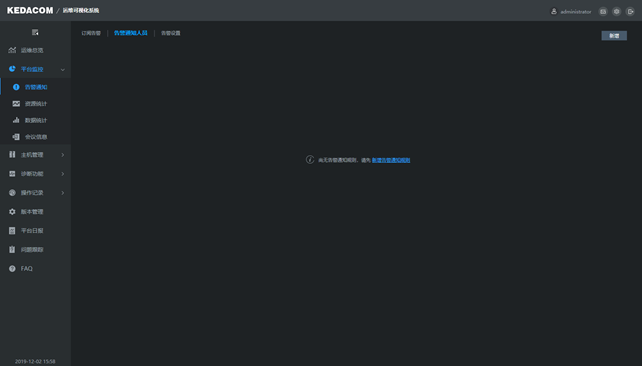 KEDACOM / 运维可视化系统
administrator
订阅告警
告警通知人员
告警设置
新增
运维总览
平台监控
告警通知
资源统计
数据统计
会议信息
主机管理
诊断功能
操作记录
版本管理
平台日报
问题跟踪
FAQ
尚无告警通知规则，请先 新增告警通知规则
2019-12-02 15:58